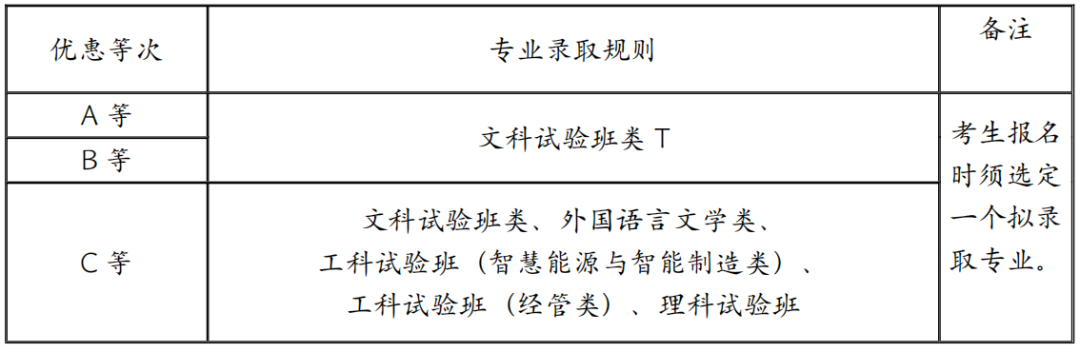 优惠等次
专业录取规则
备注
A 等
B 等
文科试验班类 T
考生报名
时须选定
一个拟录
取专业。
C 等
文科试验班类、外国语言文学类、
工科试验班（智慧能源与智能制造类）、
工科试验班（经管类）、理科试验班